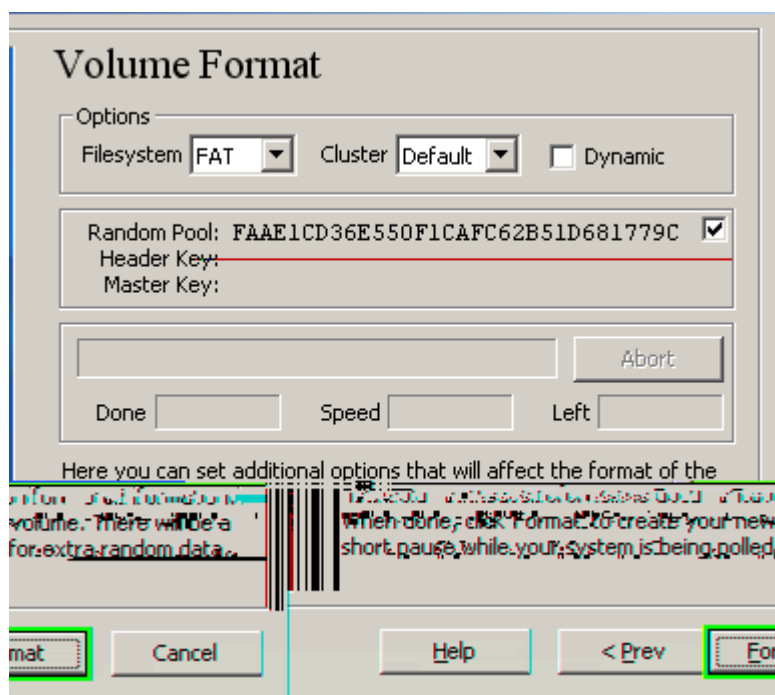 Volume Format
Options
Filesystem FAT Cluster Default Dynamic
Random Pool: FAAE1CD36E550F1CAFC62B51D681779C
Header Key:
Master Key:
Abort
Done Speed Left
Here you can set additional options that will affect the format of the
volume. There will be a When done, click 'Format' to create your new
for extra random data. short pause while your system is being polled
mat Cancel Help < Prev For